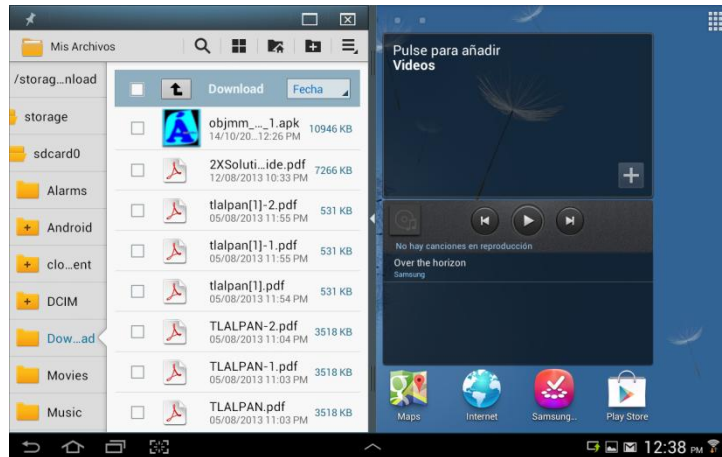 Mis Archivos
/storag…nload
storage
sdcard0
Alarms
Android
clo…ent
DCIM
Dow…ad
Movies
Music
Download
Fecha
objmm_…_1.apk
14/10/20…12:26 PM
10946 KB
2XSoluti…ide.pdf
12/08/2013 10:33 PM
7266 KB
tlalpan[1]-2.pdf
05/08/2013 11:55 PM
531 KB
tlalpan[1]-1.pdf
05/08/2013 11:55 PM
531 KB
tlalpan[1].pdf
05/08/2013 11:54 PM
531 KB
TLALPAN-2.pdf
05/08/2013 11:04 PM
3518 KB
TLALPAN-1.pdf
05/08/2013 11:03 PM
3518 KB
TLALPAN.pdf
05/08/2013 11:03 PM
3518 KB
Pulse para añadir
Videos
No hay canciones en reproducción
Over the horizon
Samsung
Maps
Internet
Samsung…
Play Store
12:38 PM